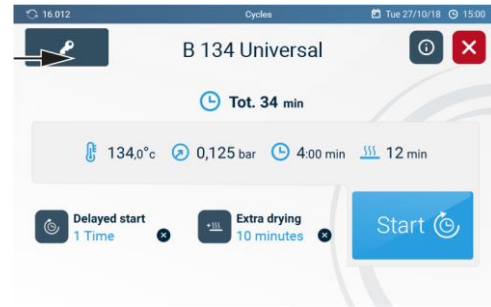 16.012 Cycles Tue 27/10/18 15:00
B 134 Universal
Tot. 34 min
134,0°c 0,125 bar 4:00 min 12 min
Delayed start Extra drying Start
1 Time 10 minutes